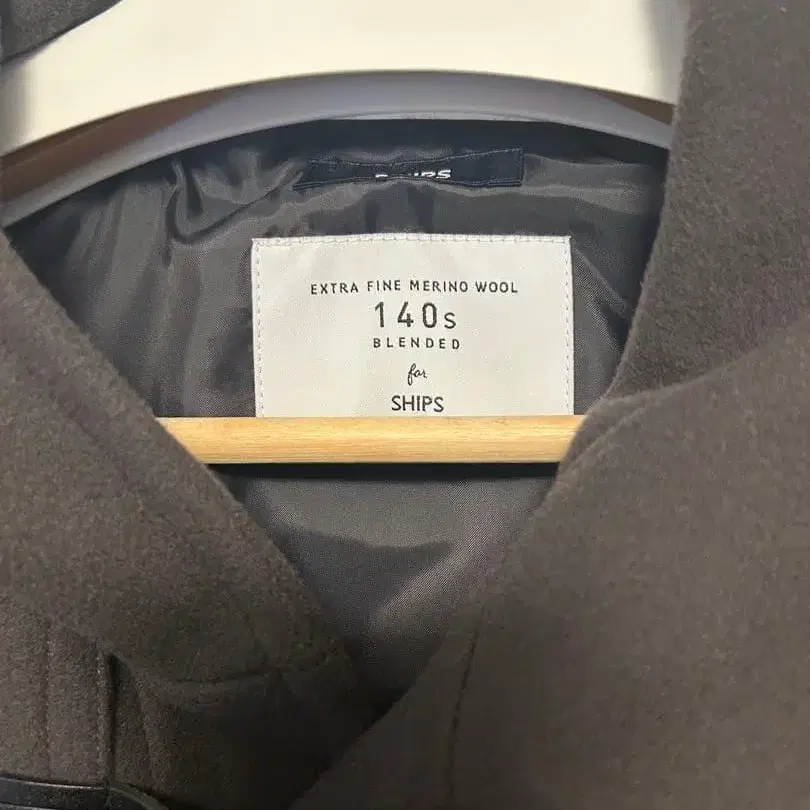 EXTRA FINE MERINO WOOL
140s
BLENDED
for
SHIPS